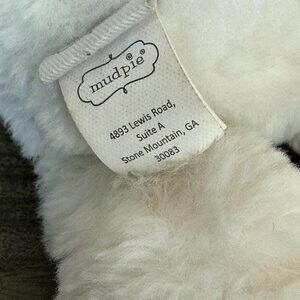 mudpie®
4893 Lewis Road,
Suite A
Stone Mountain, GA
30083